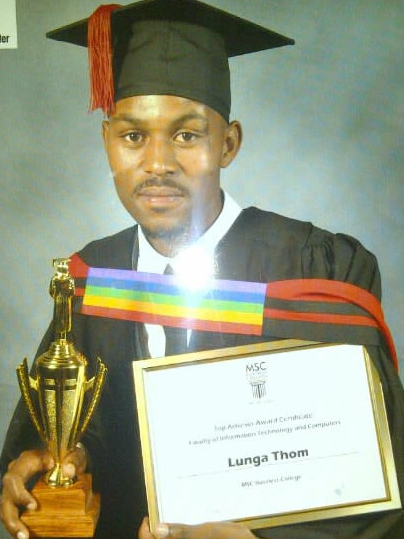 MSC
Top Achiever Award Certificate
Faculty of Information Technology and Computers
Lunga Thom
MSC Business College